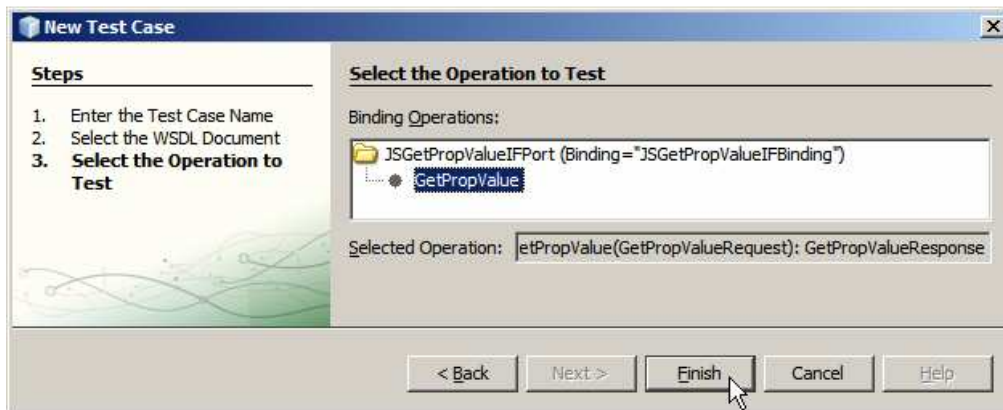 New Test Case
Steps
1. Enter the Test Case Name
2. Select the WSDL Document
3. Select the Operation to
Test
Select the Operation to Test
Binding Operations:
JSGetPropValueIFPort (Binding="JSGetPropValueIFBinding")
GetPropValue
Selected Operation: etPropValue(GetPropValueRequest): GetPropValueResponse
< Back Next > Finish Cancel Help